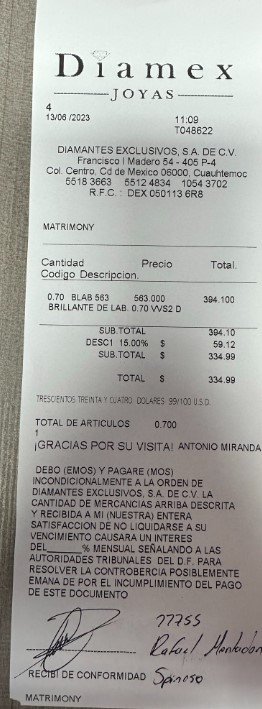 Diamex
JOYAS
4
13/06 /2023 11:09
T048622
DIAMANTES EXCLUSIVOS, S.A. DE C.V.
Francisco I Madero 54 - 405 P-4
Col. Centro, Cd de Mexico 06000, Cuauhtemoc
5518 3663 5512 4834 1054 3702
R.F.C. : DEX 050113 6R8
MATRIMONY
Cantidad Precio Total.
Codigo Descripcion.
0.70 BLAB 563 563.000 394.100
BRILLANTE DE LAB. 0.70 VVS2 D
SUB.TOTAL 394.10
DESC1 15.00% $ 59.12
SUB.TOTAL $ 334.99
TOTAL $ 334.99
TRESCIENTOS TREINTA Y CUATRO DOLARES 99/100 U.S.D.
TOTAL DE ARTICULOS 0.700
1
¡GRACIAS POR SU VISITA! ANTONIO MIRANDA
DEBO (EMOS) Y PAGARE (MOS)
INCONDICIONALMENTE A LA ORDEN DE
DIAMANTES EXCLUSIVOS, S.A. DE C.V. LA
CANTIDAD DE MERCANCIAS ARRIBA DESCRITA
Y RECIBIDA A MI (NUESTRA) ENTERA
SATISFACCION DE NO LIQUIDARSE A SU
VENCIMIENTO CAUSARA UN INTERES
DEL______% MENSUAL SEÑALANDO A LAS
AUTORIDADES TRIBUNALES DEL D.F. PARA
RESOLVER LA CONTROBERCIA POSIBLEMENTE
EMANA DE POR EL INCUMPLIMIENTO DEL PAGO
DE ESTE DOCUMENTO
77755
Rafael
RECIBI DE CONFORMIDAD
MATRIMONY